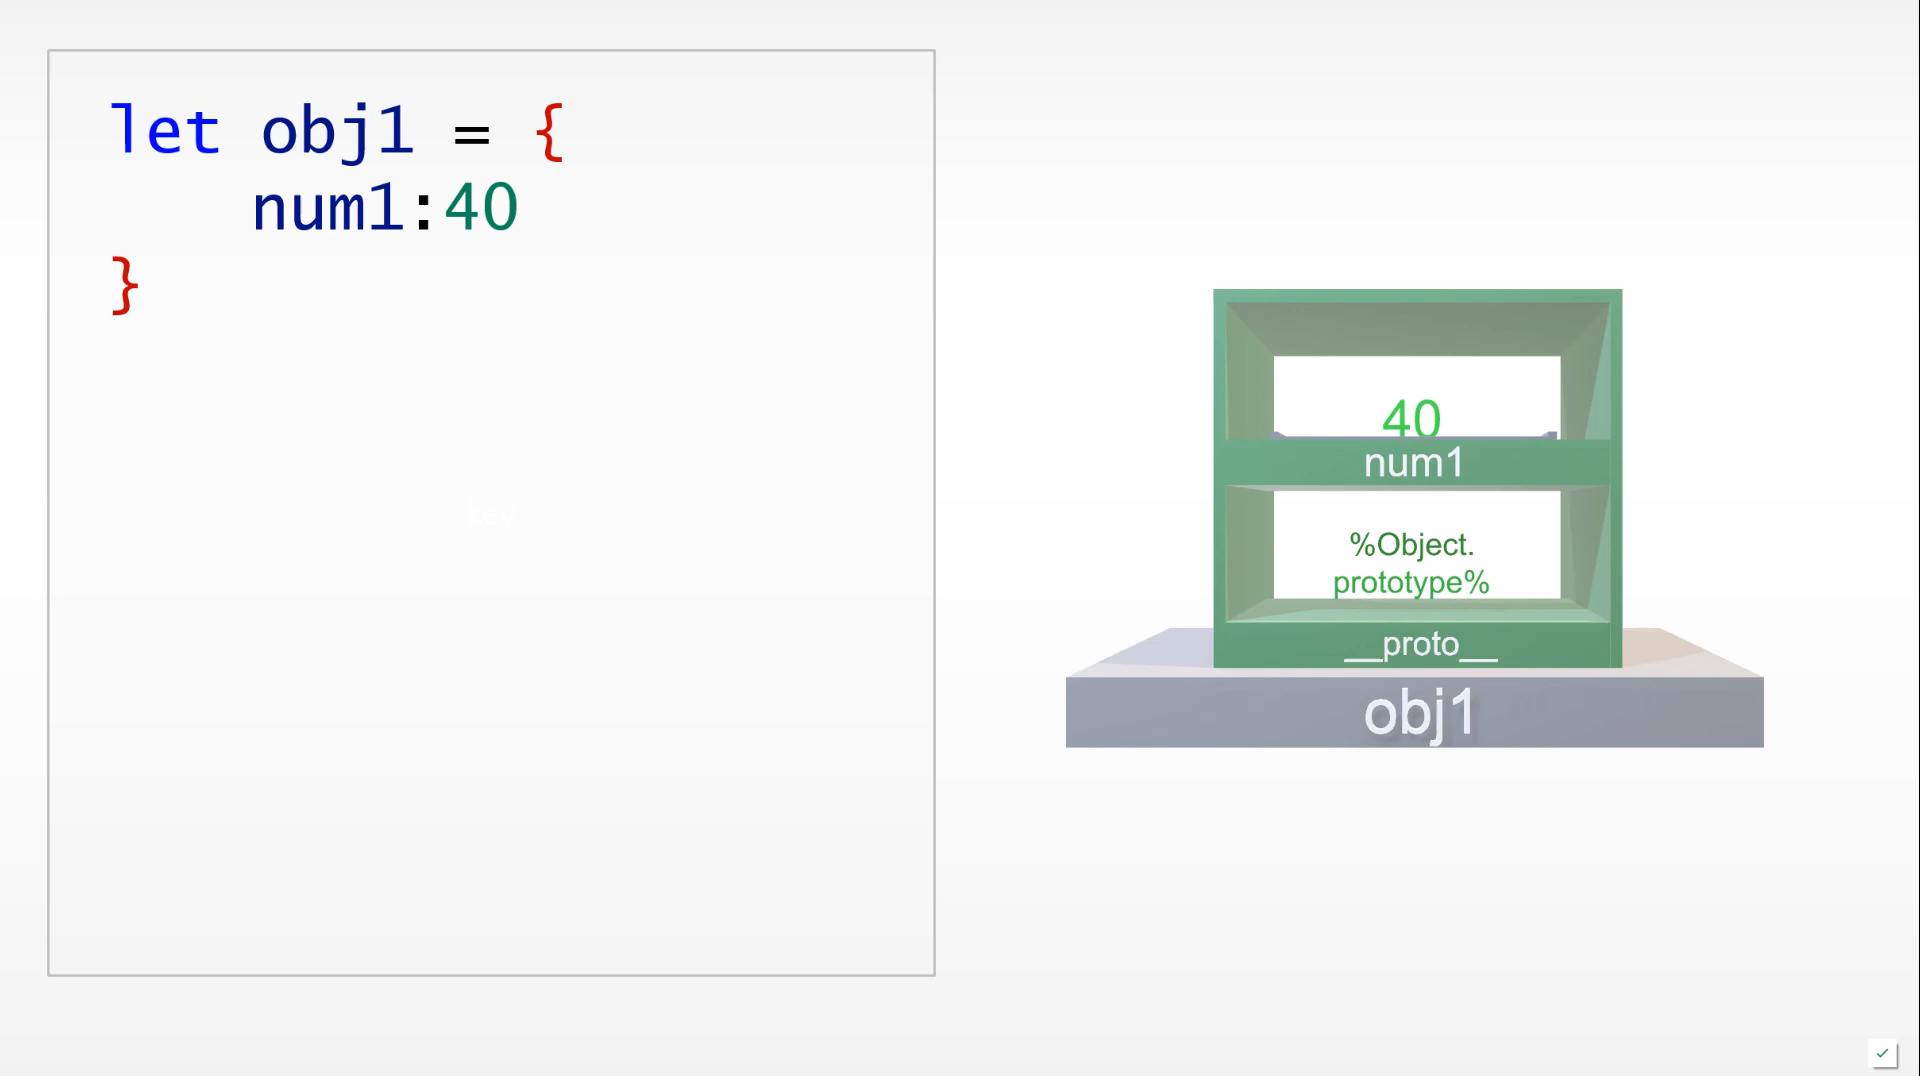 let obj1 = {
num1:40
}
40
num1
%Object.
prototype%
__proto__
obj1